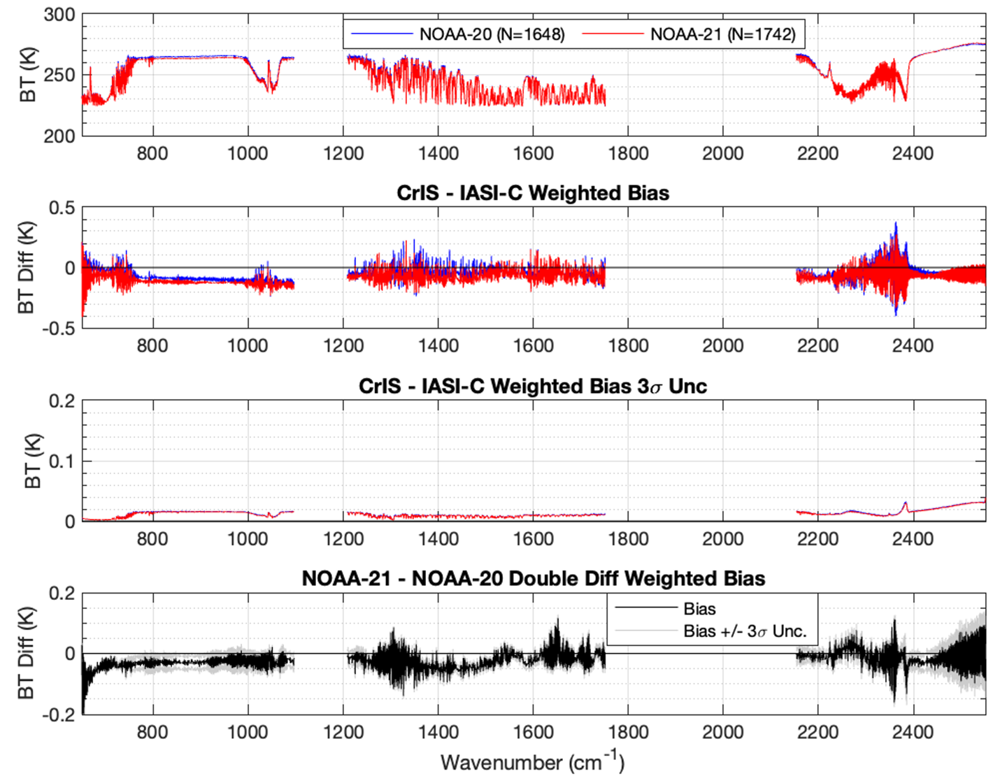 300
250
200
BT (K)
NOAA-20 (N=1648) NOAA-21 (N=1742)
800 1000 1200 1400 1600 1800 2000 2200 2400
CrIS - IASI-C Weighted Bias
0.5
0
-0.5
BT Diff (K)
800 1000 1200 1400 1600 1800 2000 2200 2400
CrIS - IASI-C Weighted Bias 3σ Unc
0.2
0.1
0
BT (K)
800 1000 1200 1400 1600 1800 2000 2200 2400
NOAA-21 - NOAA-20 Double Diff Weighted Bias
0.2
0
-0.2
BT Diff (K)
Bias
Bias +/- 3σ Unc.
800 1000 1200 1400 1600 1800 2000 2200 2400
Wavenumber (cm⁻¹)